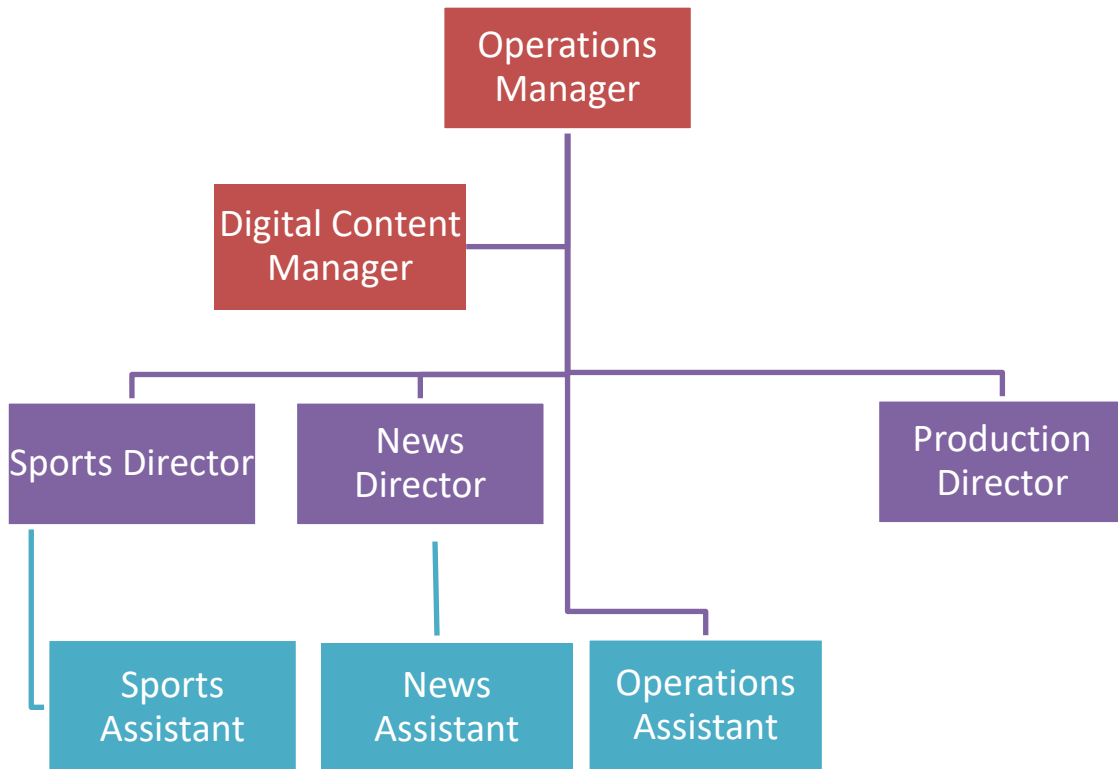 Operations
Manager
Digital Content
Manager
Sports Director
News
Director
Production
Director
Sports
Assistant
News
Assistant
Operations
Assistant